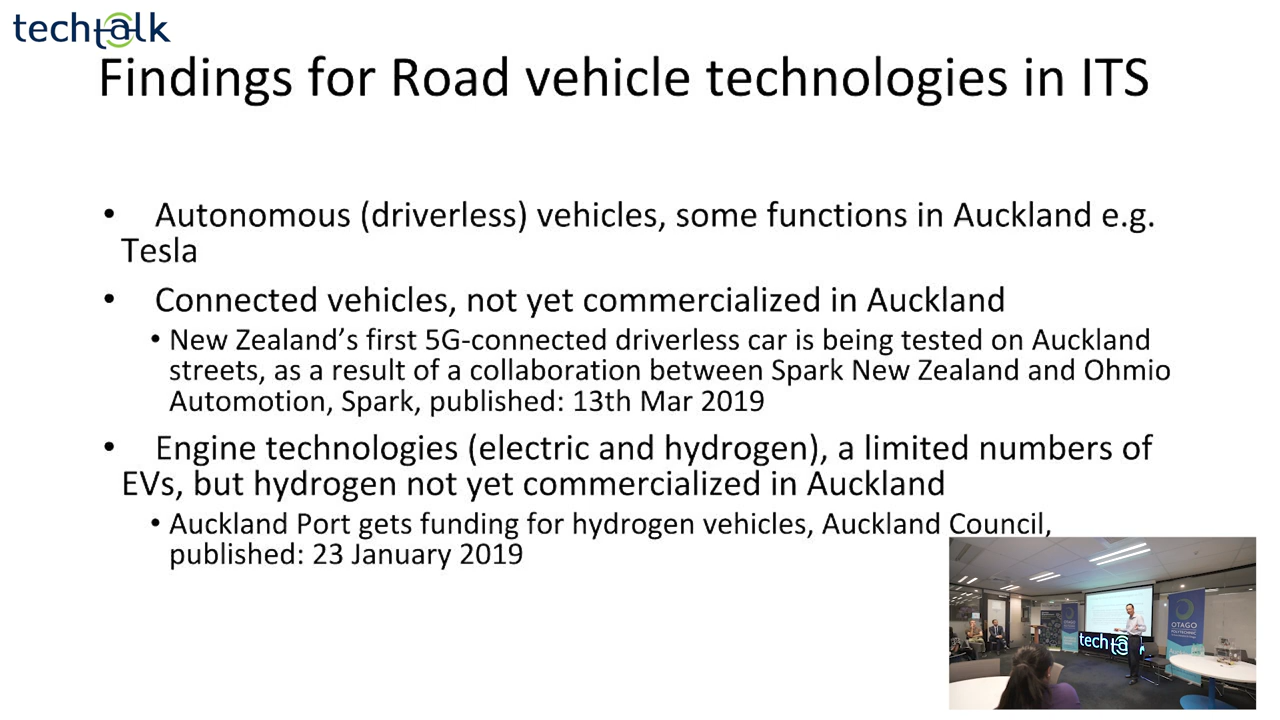 techtalk
Findings for Road vehicle technologies in ITS
• Autonomous (driverless) vehicles, some functions in Auckland e.g.
Tesla
• Connected vehicles, not yet commercialized in Auckland
• New Zealand’s first 5G-connected driverless car is being tested on Auckland
streets, as a result of a collaboration between Spark New Zealand and Ohmio
Automotion, Spark, published: 13th Mar 2019
• Engine technologies (electric and hydrogen), a limited numbers of
EVs, but hydrogen not yet commercialized in Auckland
• Auckland Port gets funding for hydrogen vehicles, Auckland Council,
published: 23 January 2019
OTAGO
POLYTECHNIC
tech ta